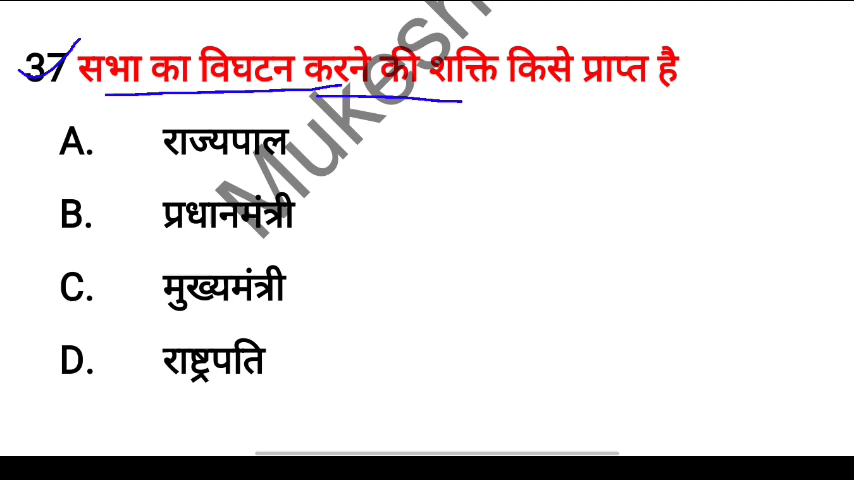 37 सभा का विघटन करने की शक्ति किसे प्राप्त है
A. राज्यपाल
B. प्रधानमंत्री
C. मुख्यमंत्री
D. राष्ट्रपति
Mukesh